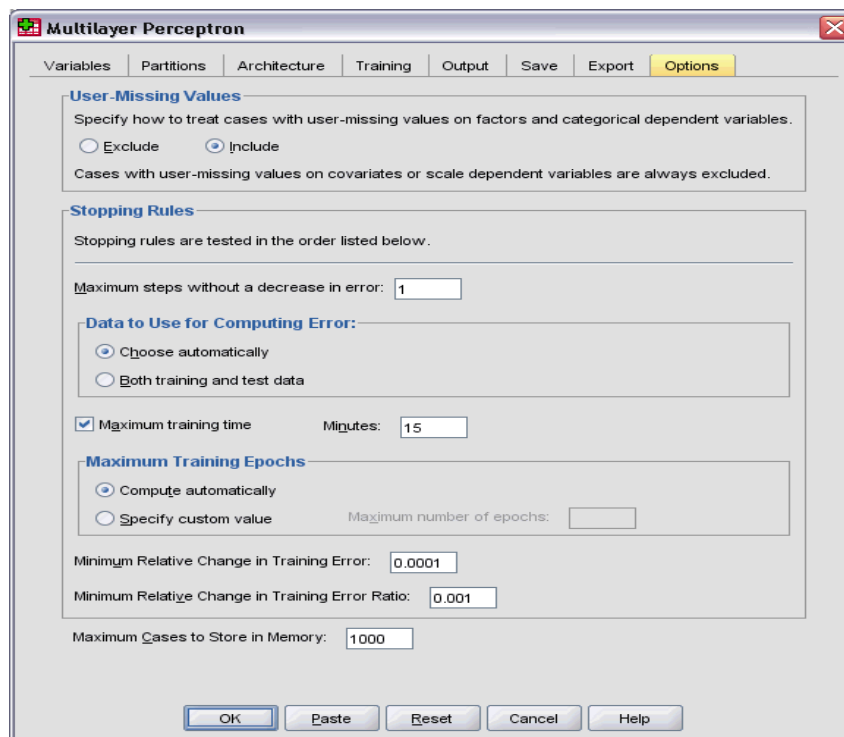 Multilayer Perceptron
Variables Partitions Architecture Training Output Save Export Options
User-Missing Values
Specify how to treat cases with user-missing values on factors and categorical dependent variables.
Exclude Include
Cases with user-missing values on covariates or scale dependent variables are always excluded.
Stopping Rules
Stopping rules are tested in the order listed below.
Maximum steps without a decrease in error: 1
Data to Use for Computing Error:
Choose automatically
Both training and test data
Maximum training time Minutes: 15
Maximum Training Epochs
Compute automatically
Specify custom value Maximum number of epochs:
Minimum Relative Change in Training Error: 0.0001
Minimum Relative Change in Training Error Ratio: 0.001
Maximum Cases to Store in Memory: 1000
OK Paste Reset Cancel Help